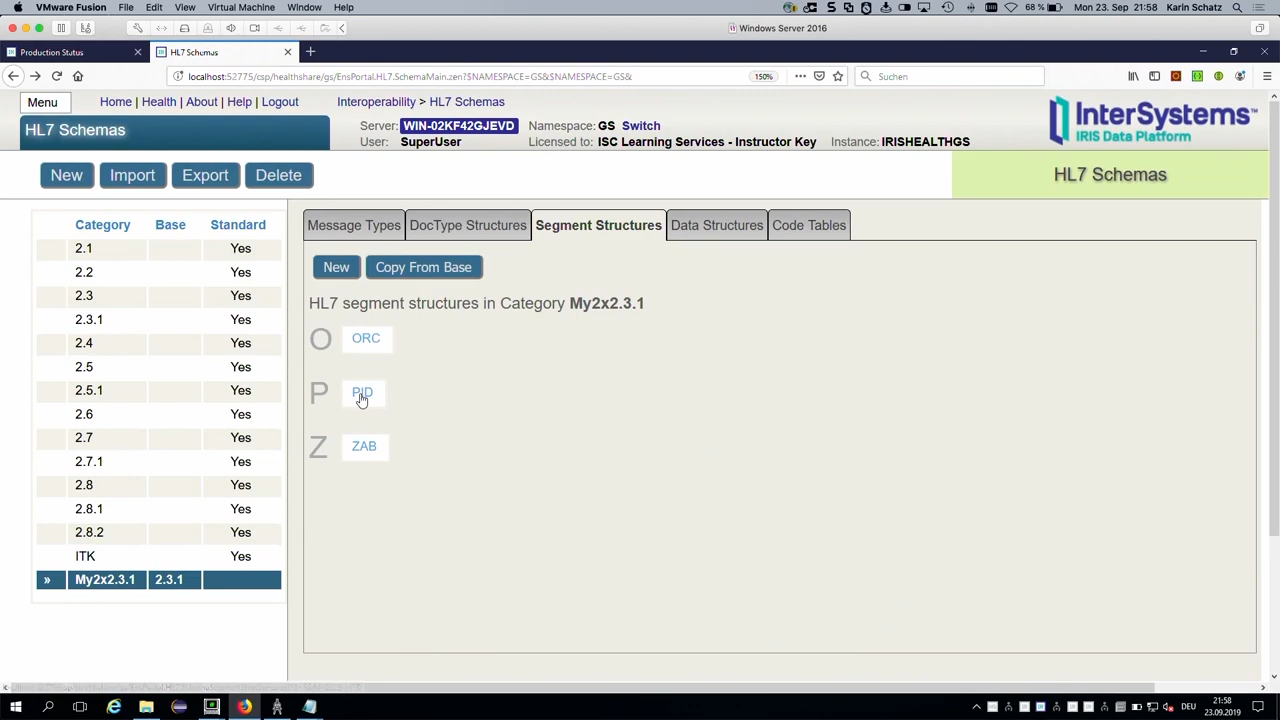 VMware Fusion File Edit View Virtual Machine Window Help 68 % Mon 23. Sep 21:58 Karin Schatz
Windows Server 2016
Production Status × HL7 Schemas × +
localhost:52775/csp/healthshare/gs/EnsPortal.HL7.SchemaMain.zen?$NAMESPACE=GS&$NAMESPACE=GS& 150% Suchen
Menu Home | Health | About | Help | Logout Interoperability > HL7 Schemas
HL7 Schemas
Server: WIN-02KF42GJEVD Namespace: GS Switch
User: SuperUser Licensed to: ISC Learning Services - Instructor Key Instance: IRISHEALTHGS
InterSystems™
IRIS Data Platform
New Import Export Delete
HL7 Schemas
Category Base Standard
2.1 Yes
2.2 Yes
2.3 Yes
2.3.1 Yes
2.4 Yes
2.5 Yes
2.5.1 Yes
2.6 Yes
2.7 Yes
2.7.1 Yes
2.8 Yes
2.8.1 Yes
2.8.2 Yes
ITK Yes
» My2x2.3.1 2.3.1
Message Types DocType Structures Segment Structures Data Structures Code Tables
New Copy From Base
HL7 segment structures in Category My2x2.3.1
O ORC
P PID
Z ZAB
DEU
21:58
23.09.2019